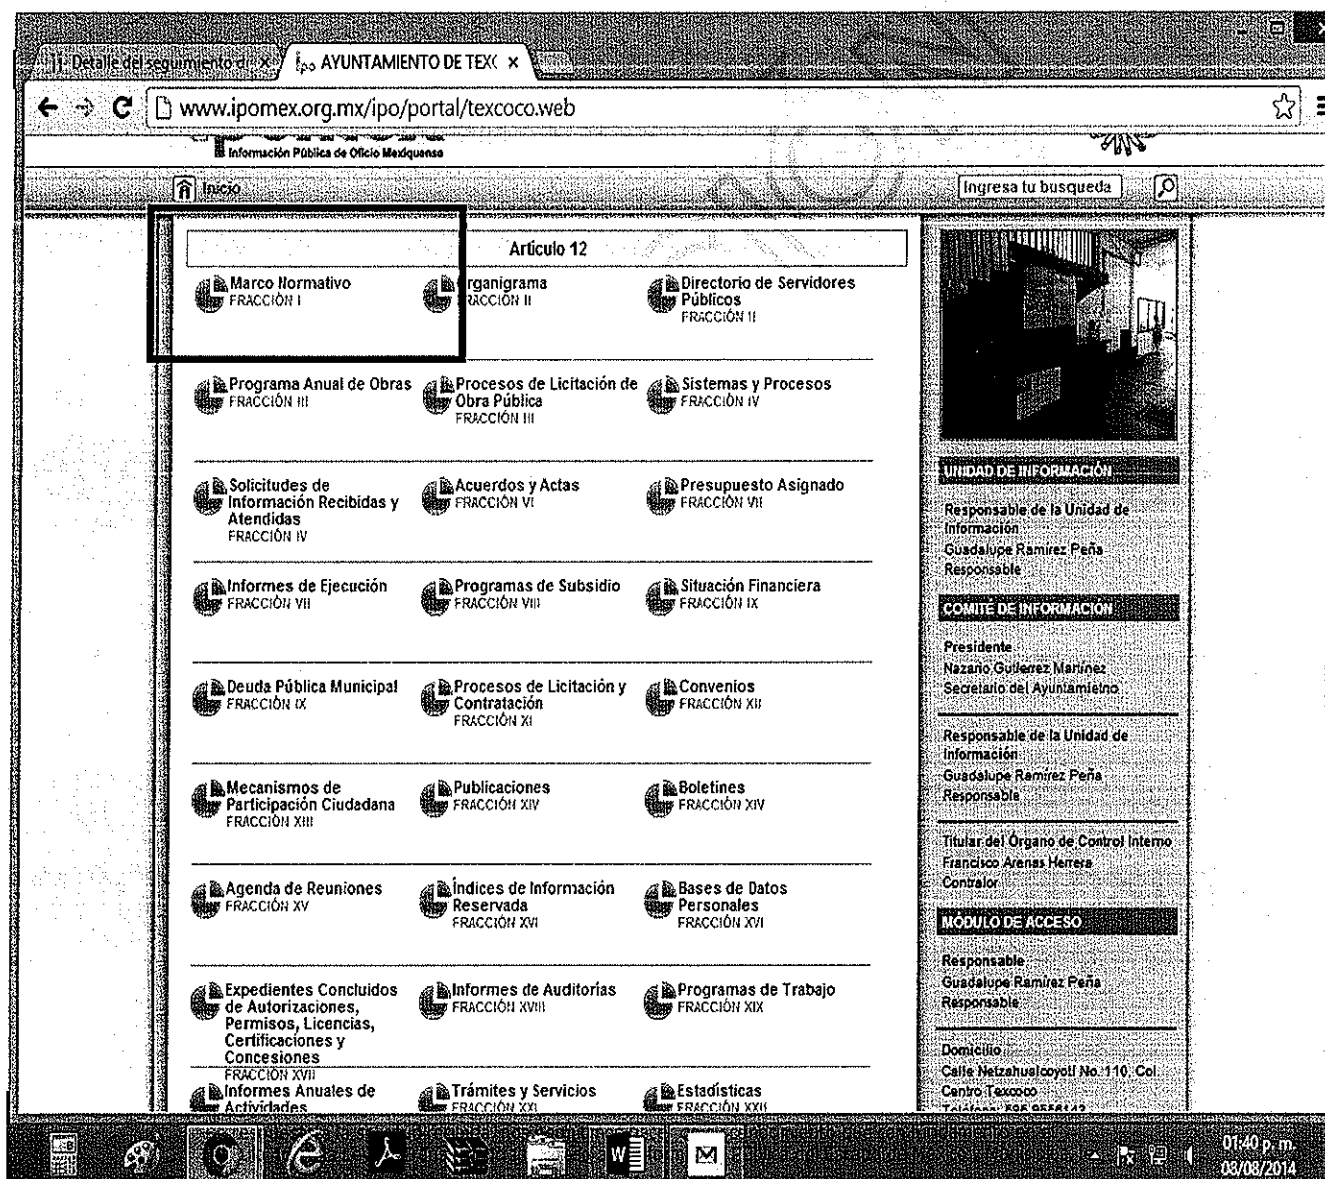 Detalle del seguimiento d
AYUNTAMIENTO DE TEX
www.ipomex.org.mx/ipo/portal/texcoco.web
Información Pública de Oficio Mexiquense
Inicio
Ingresa tu busqueda
Articulo 12
Marco Normativo
FRACCIÓN I
Organigrama
FRACCIÓN II
Directorio de Servidores
Públicos
FRACCIÓN II
Programa Anual de Obras
FRACCIÓN III
Procesos de Licitación de
Obra Pública
FRACCIÓN III
Sistemas y Procesos
FRACCIÓN IV
Solicitudes de
Información Recibidas y
Atendidas
FRACCIÓN IV
Acuerdos y Actas
FRACCIÓN VI
Presupuesto Asignado
FRACCIÓN VII
Informes de Ejecución
FRACCIÓN VII
Programas de Subsidio
FRACCIÓN VIII
Situación Financiera
FRACCIÓN IX
Deuda Pública Municipal
FRACCIÓN IX
Procesos de Licitación y
Contratación
FRACCIÓN XI
Convenios
FRACCIÓN XII
Mecanismos de
Participación Ciudadana
FRACCIÓN XIII
Publicaciones
FRACCIÓN XIV
Boletines
FRACCIÓN XIV
Agenda de Reuniones
FRACCIÓN XV
Índices de Información
Reservada
FRACCIÓN XVI
Bases de Datos
Personales
FRACCIÓN XVI
Expedientes Concluidos
de Autorizaciones,
Permisos, Licencias,
Certificaciones y
Concesiones
FRACCIÓN XVII
Informes de Auditorías
FRACCIÓN XVIII
Programas de Trabajo
FRACCIÓN XIX
Informes Anuales de
Actividades
Trámites y Servicios
FRACCIÓN XXI
Estadísticas
FRACCIÓN XXII
UNIDAD DE INFORMACIÓN
Responsable de la Unidad de
Información
Guadalupe Ramirez Peña
Responsable
COMITÉ DE INFORMACIÓN
Presidente
Nazario Gutierrez Martinez
Secretario del Ayuntamietno
Responsable de la Unidad de
Información
Guadalupe Ramirez Peña
Responsable
Titular del Órgano de Control Interno
Francisco Arenas Herrera
Contralor
MÓDULO DE ACCESO
Responsable
Guadalupe Ramirez Peña
Responsable
Domicilio
Calle Netzahualcoyotl No. 110, Col.
Centro Texcoco
Teléfono: 595 9556142
01:40 p. m.
08/08/2014